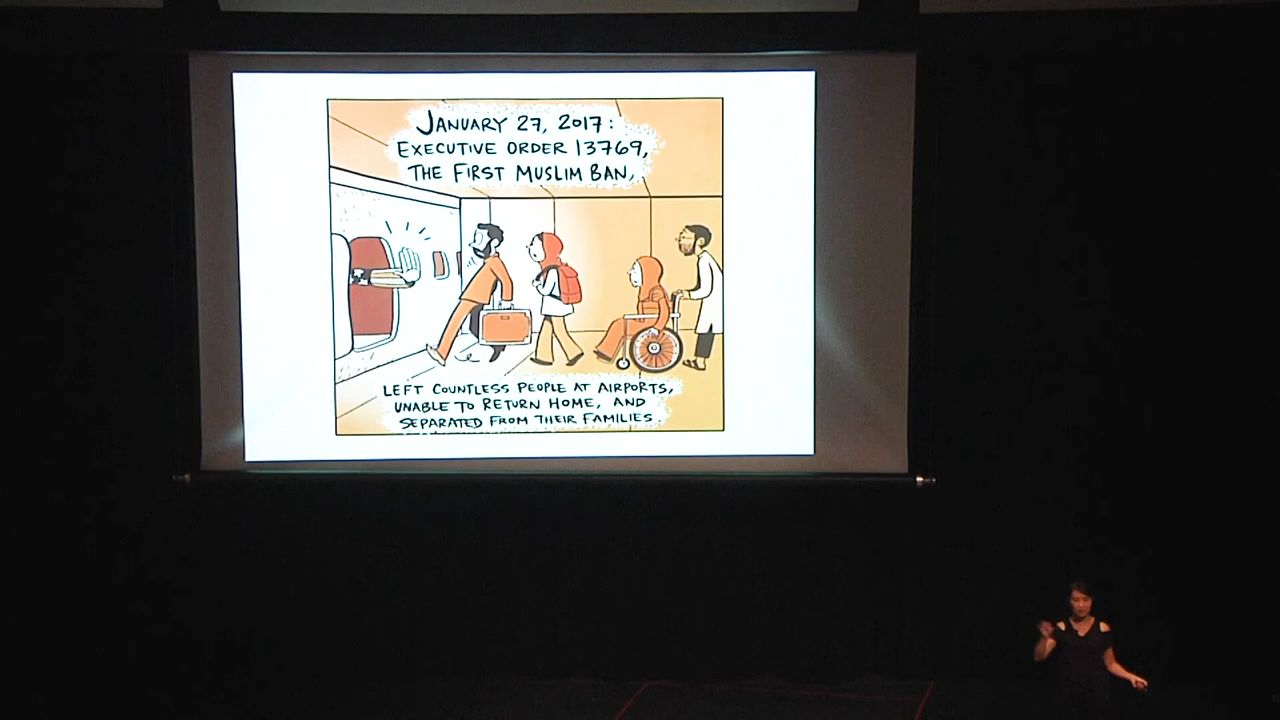 JANUARY 27, 2017:
EXECUTIVE ORDER 13769,
THE FIRST MUSLIM BAN,
LEFT COUNTLESS PEOPLE AT AIRPORTS,
UNABLE TO RETURN HOME, AND
SEPARATED FROM THEIR FAMILIES.